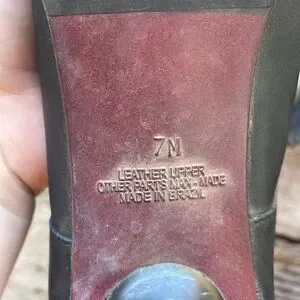 7M
LEATHER UPPER
OTHER PARTS MAN-MADE
MADE IN BRAZIL